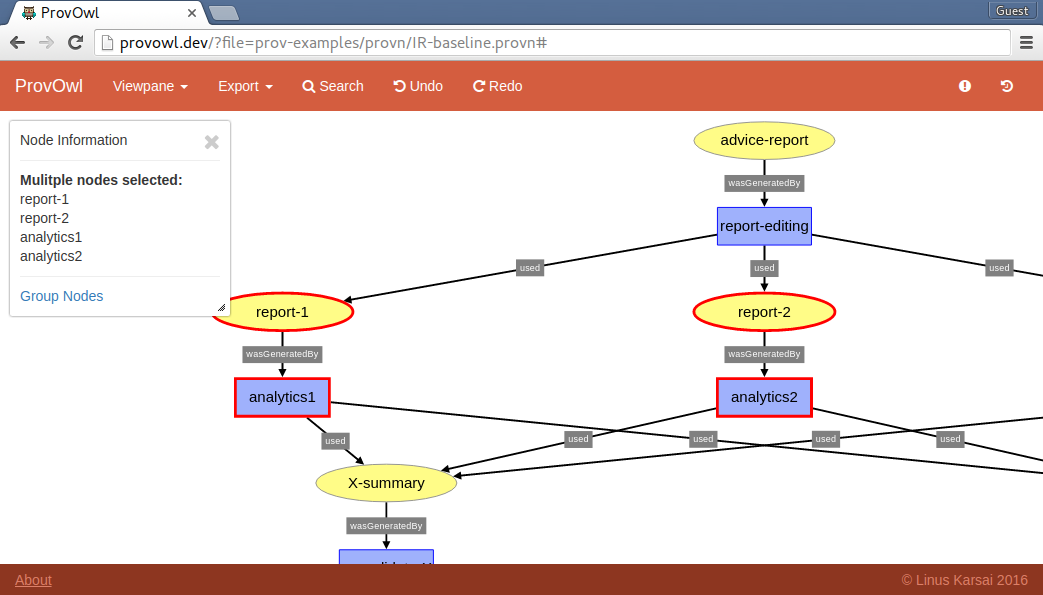 ProvOwl
Guest
provowl.dev/?file=prov-examples/provn/IR-baseline.provn#
ProvOwl Viewpane Export Search Undo Redo
Node Information
Mulitple nodes selected:
report-1
report-2
analytics1
analytics2
Group Nodes
advice-report
wasGeneratedBy
report-editing
used
used
used
report-1
report-2
wasGeneratedBy
wasGeneratedBy
analytics1
analytics2
used
used
used
used
used
X-summary
wasGeneratedBy
About
© Linus Karsai 2016